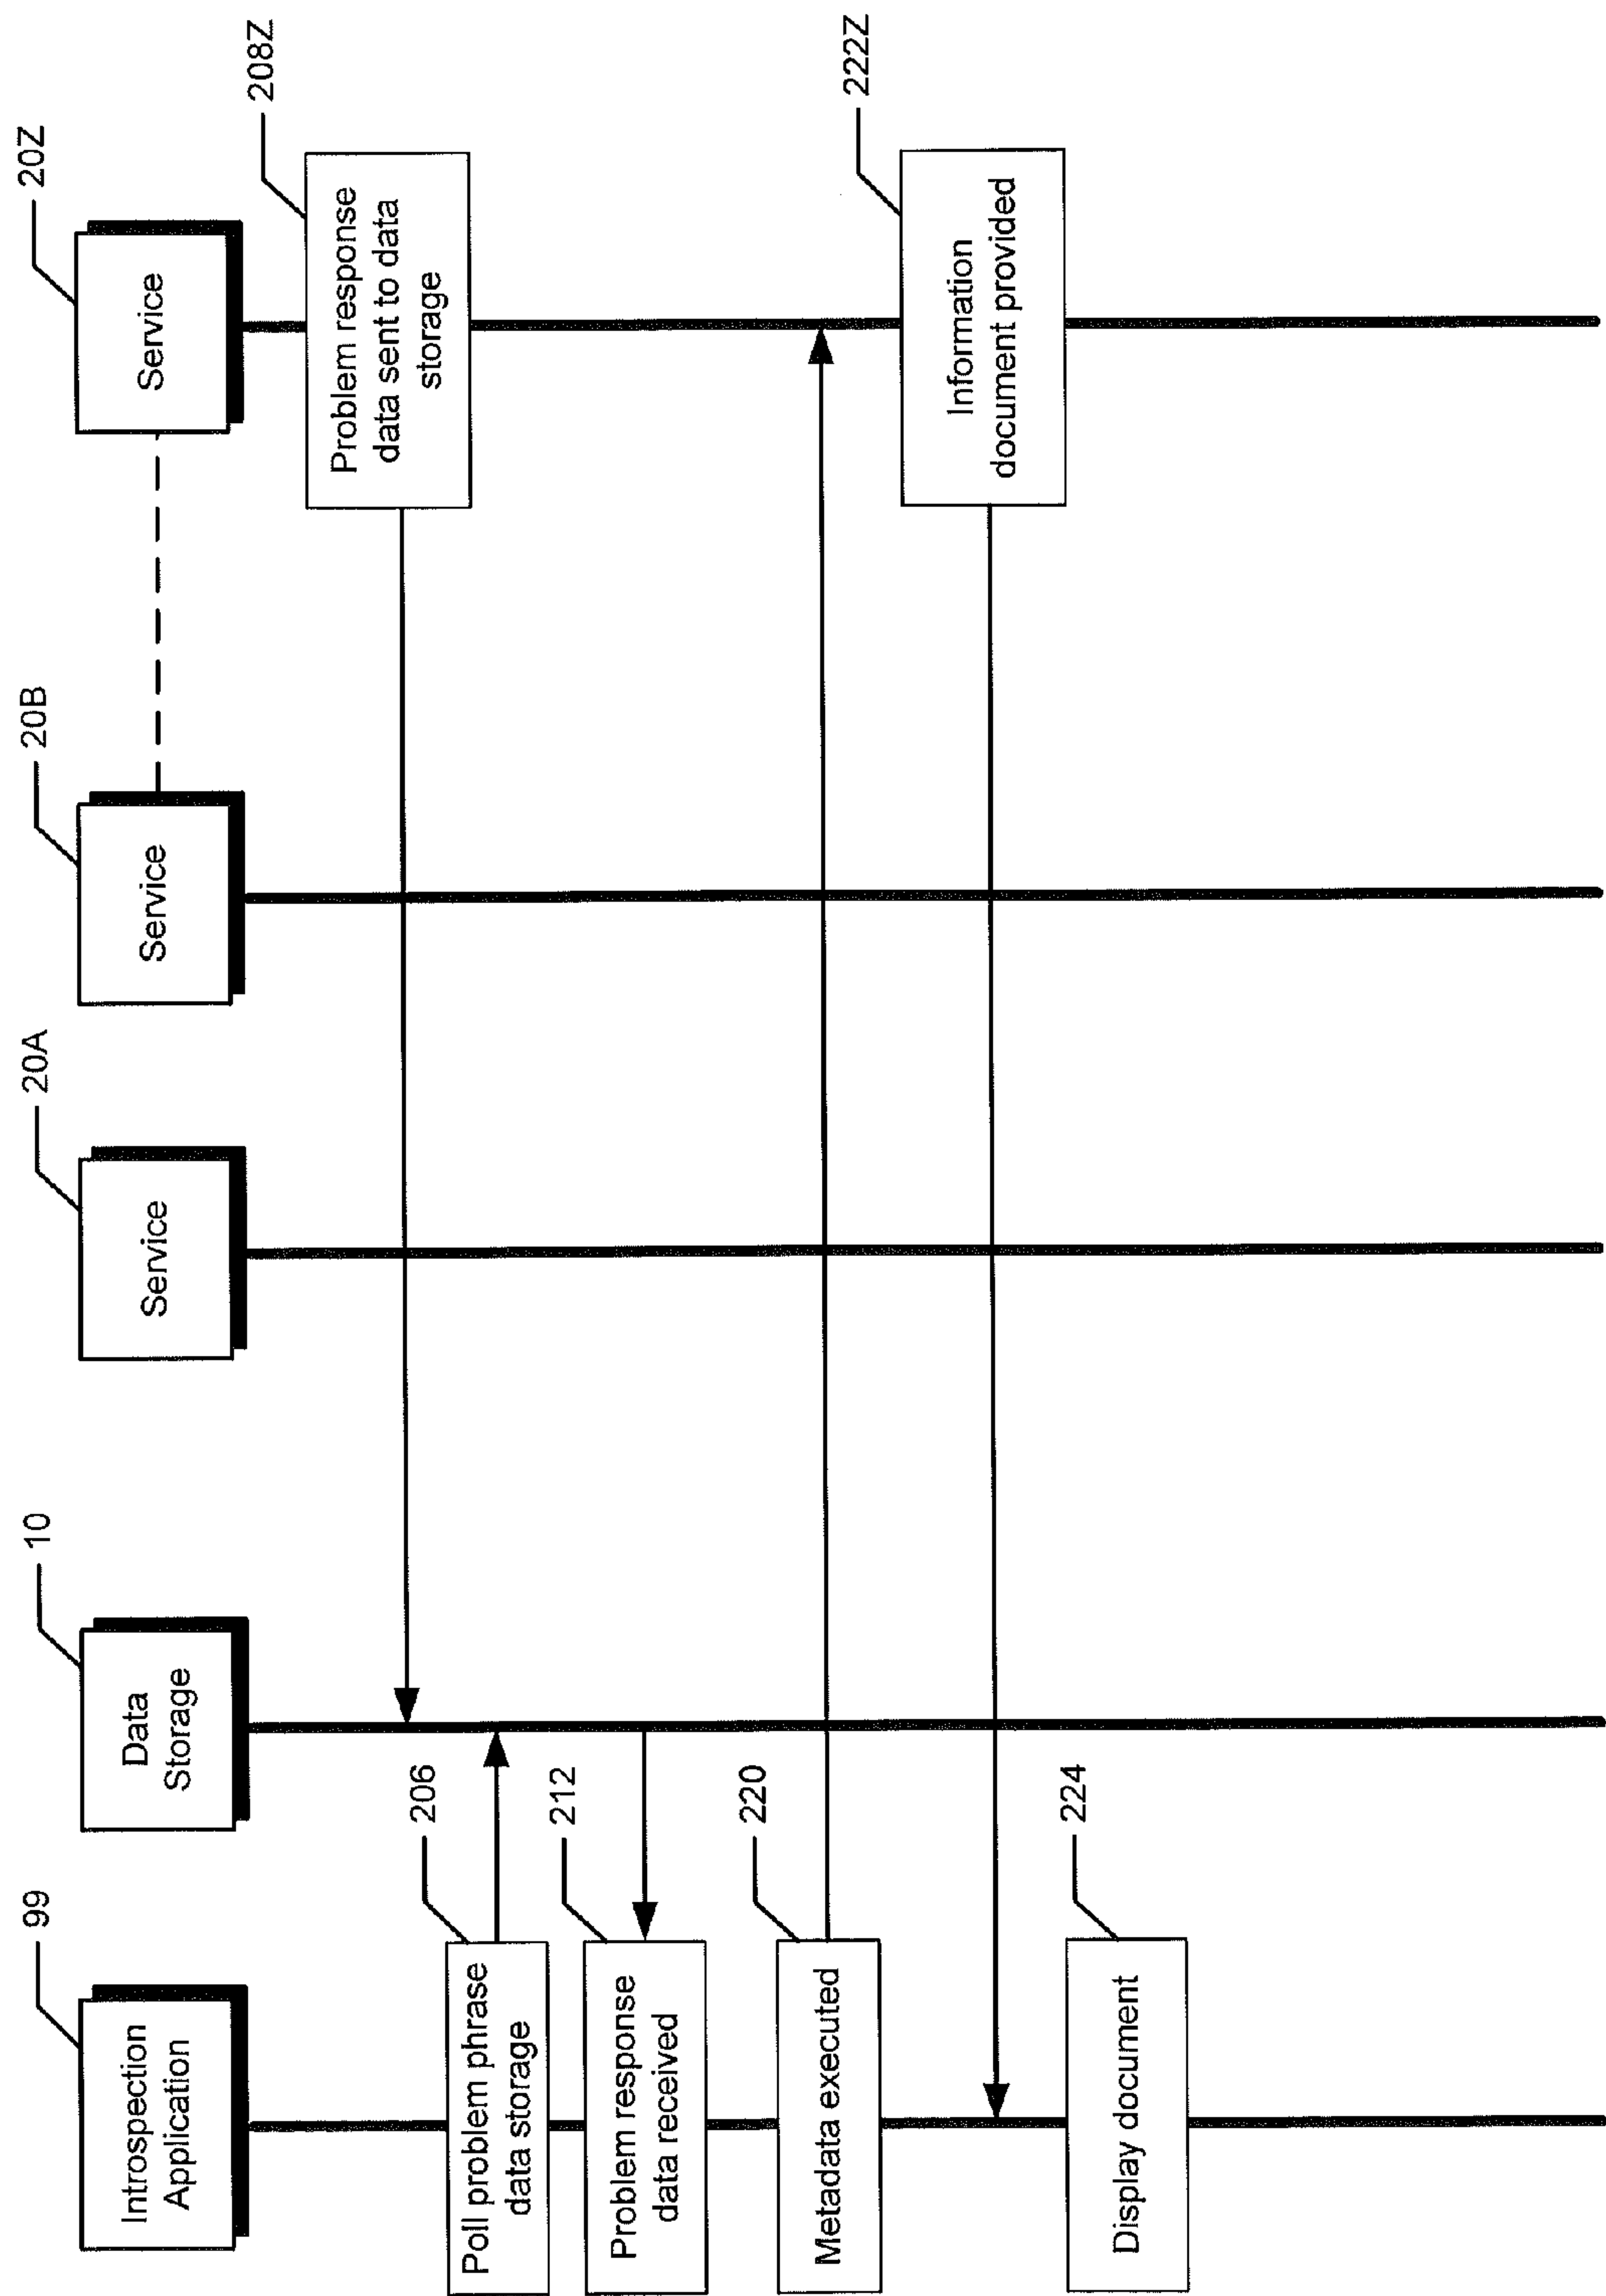 99
Introspection
Application
10
Data
Storage
20A
Service
20B
Service
20Z
Service
208Z
Problem response
data sent to data
storage
206
Poll problem phrase
data storage
212
Problem response
data received
220
Metadata executed
222Z
Information
document provided
224
Display document